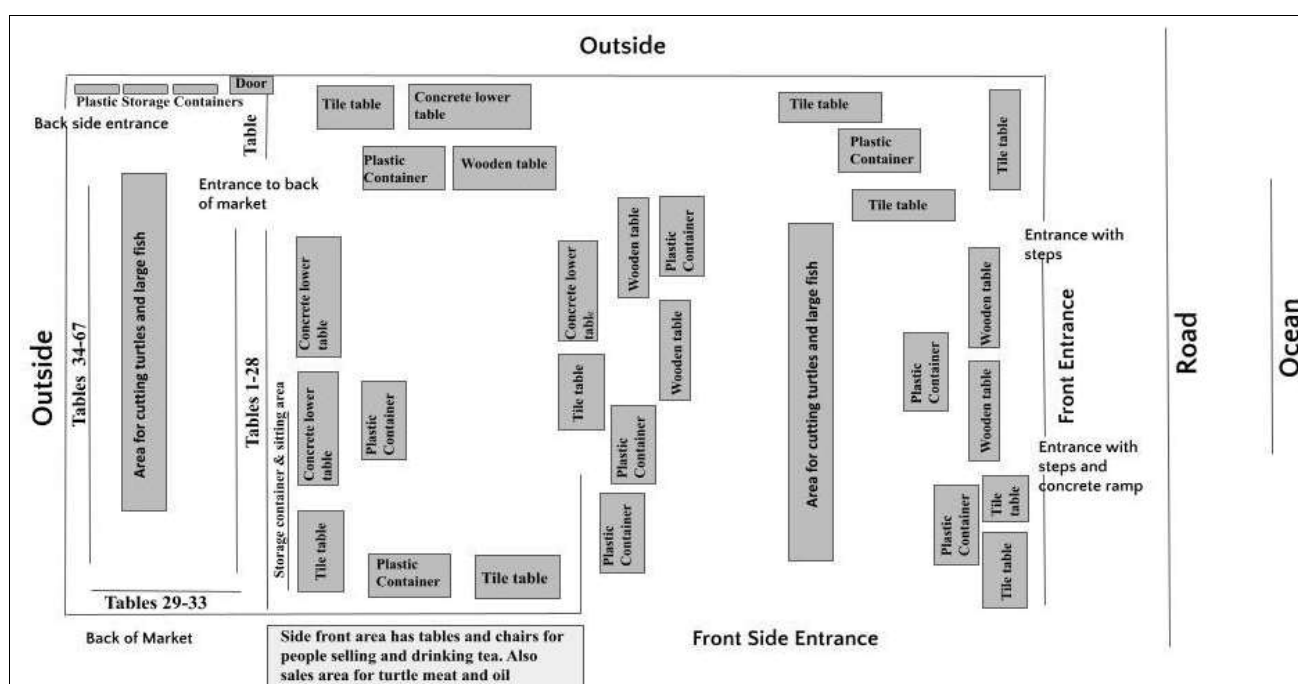 Outside
Door
Plastic Storage Containers
Back side entrance
Table
Tile table
Concrete lower
table
Tile table
Plastic
Container
Tile table
Plastic
Container
Wooden table
Entrance to back
of market
Tile table
Outside
Tables 34-67
Area for cutting turtles and large fish
Tables 1-28
Storage container & sitting area
Concrete lower
table
Concrete lower
table
Tile table
Plastic
Container
Plastic
Container
Tile table
Concrete lower
table
Tile table
Wooden table
Plastic
Container
Wooden table
Plastic
Container
Plastic
Container
Area for cutting turtles and large fish
Entrance with
steps
Wooden table
Plastic
Container
Wooden table
Front Entrance
Entrance with
steps and
concrete ramp
Plastic
Container
Tile
table
Tile table
Road
Ocean
Tables 29-33
Back of Market
Side front area has tables and chairs for
people selling and drinking tea. Also
sales area for turtle meat and oil
Front Side Entrance